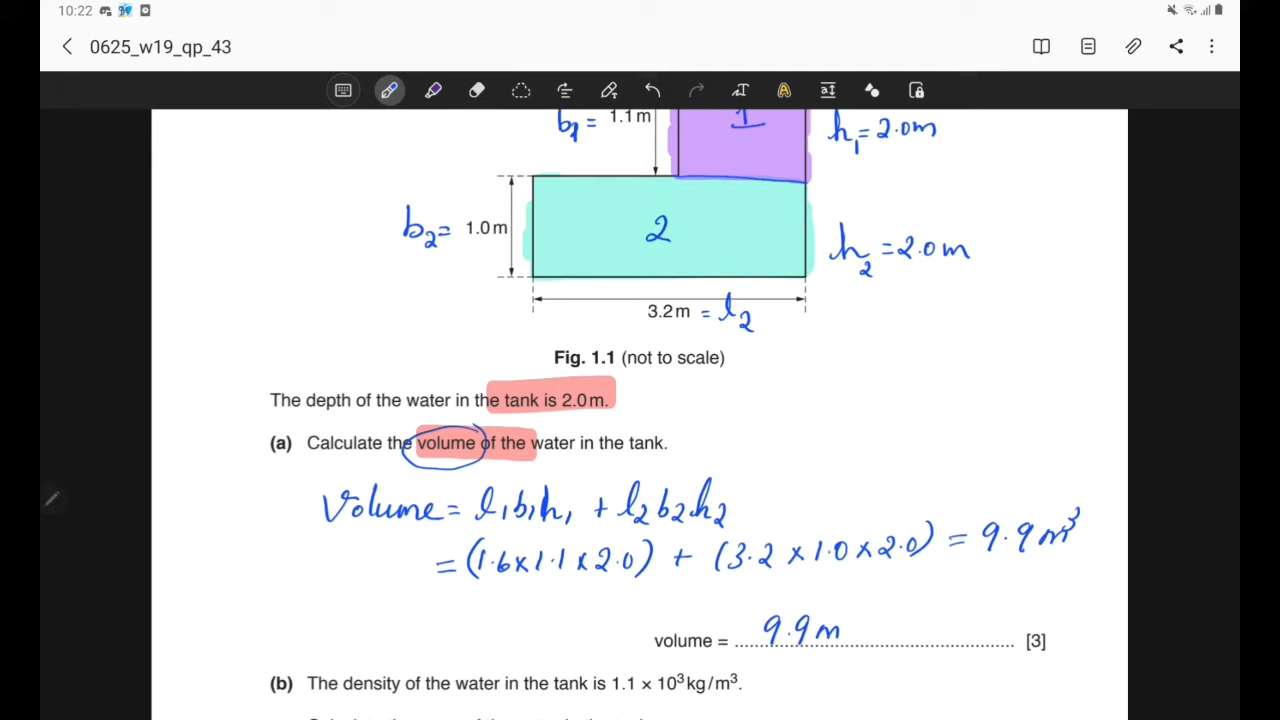 10:22
0625_w19_qp_43
b1 = 1.1 m
1
h1 = 2.0m
b2 = 1.0 m
2
h2 = 2.0 m
3.2 m = l2
Fig. 1.1 (not to scale)
The depth of the water in the tank is 2.0 m.
(a) Calculate the volume of the water in the tank.
Volume = l1b1h1 + l2b2h2
= (1.6×1.1×2.0) + (3.2×1.0×2.0) = 9.9m³
volume = 9.9m [3]
(b) The density of the water in the tank is 1.1 × 10³ kg/m³.